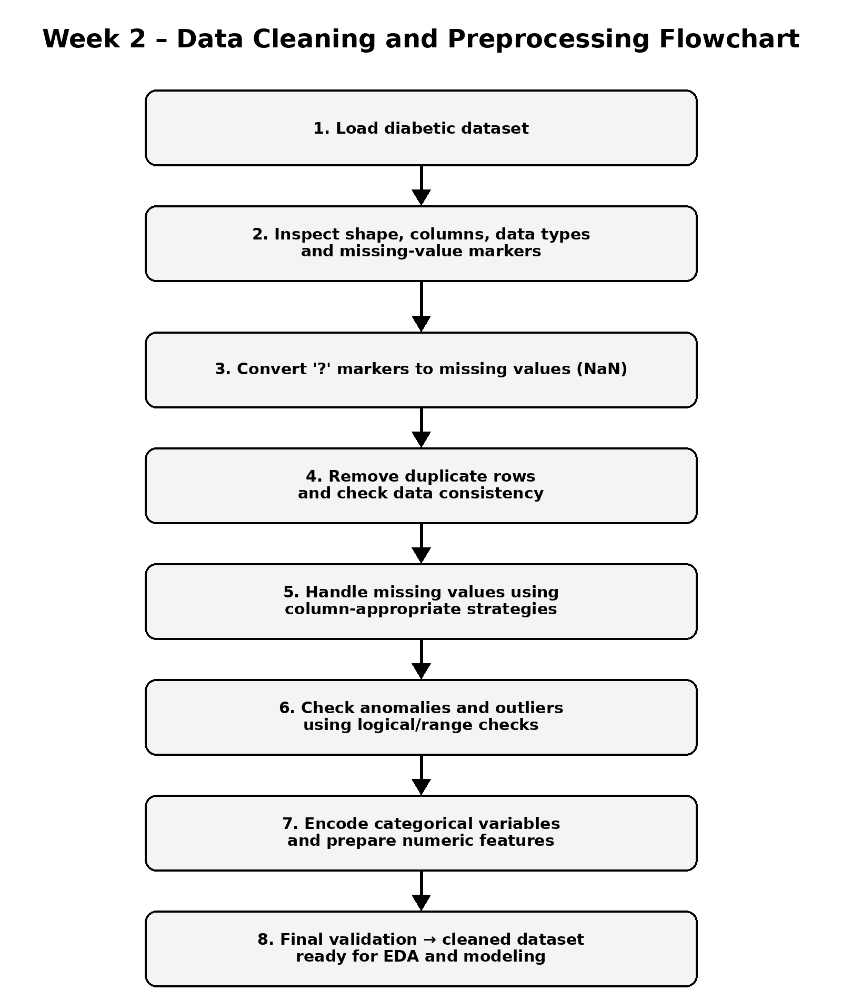 Week 2 – Data Cleaning and Preprocessing Flowchart
1. Load diabetic dataset
2. Inspect shape, columns, data types
and missing-value markers
3. Convert '?' markers to missing values (NaN)
4. Remove duplicate rows
and check data consistency
5. Handle missing values using
column-appropriate strategies
6. Check anomalies and outliers
using logical/range checks
7. Encode categorical variables
and prepare numeric features
8. Final validation → cleaned dataset
ready for EDA and modeling